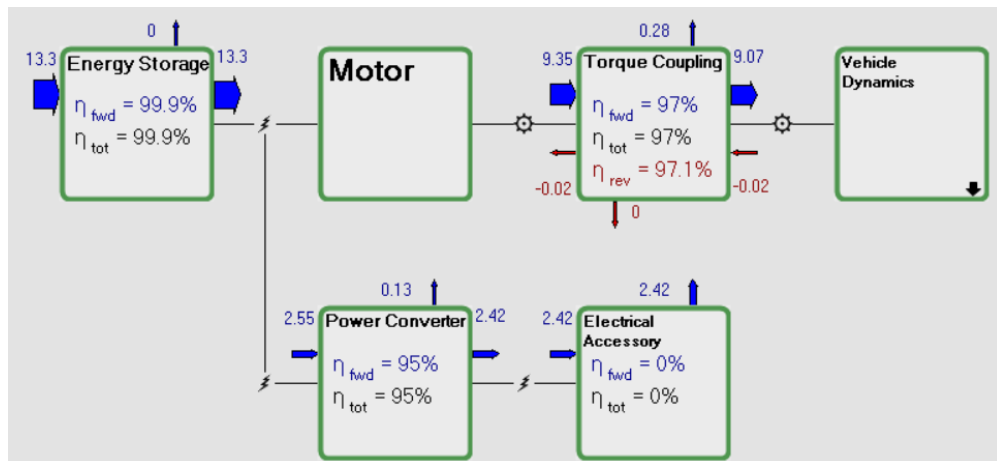 0
13.3
13.3
Energy Storage
η fwd = 99.9%
η tot = 99.9%
Motor
0.28
9.35
9.07
Torque Coupling
η fwd = 97%
η tot = 97%
η rev = 97.1%
-0.02
-0.02
0
Vehicle
Dynamics
0.13
2.55
2.42
Power Converter
η fwd = 95%
η tot = 95%
2.42
2.42
Electrical
Accessory
η fwd = 0%
η tot = 0%